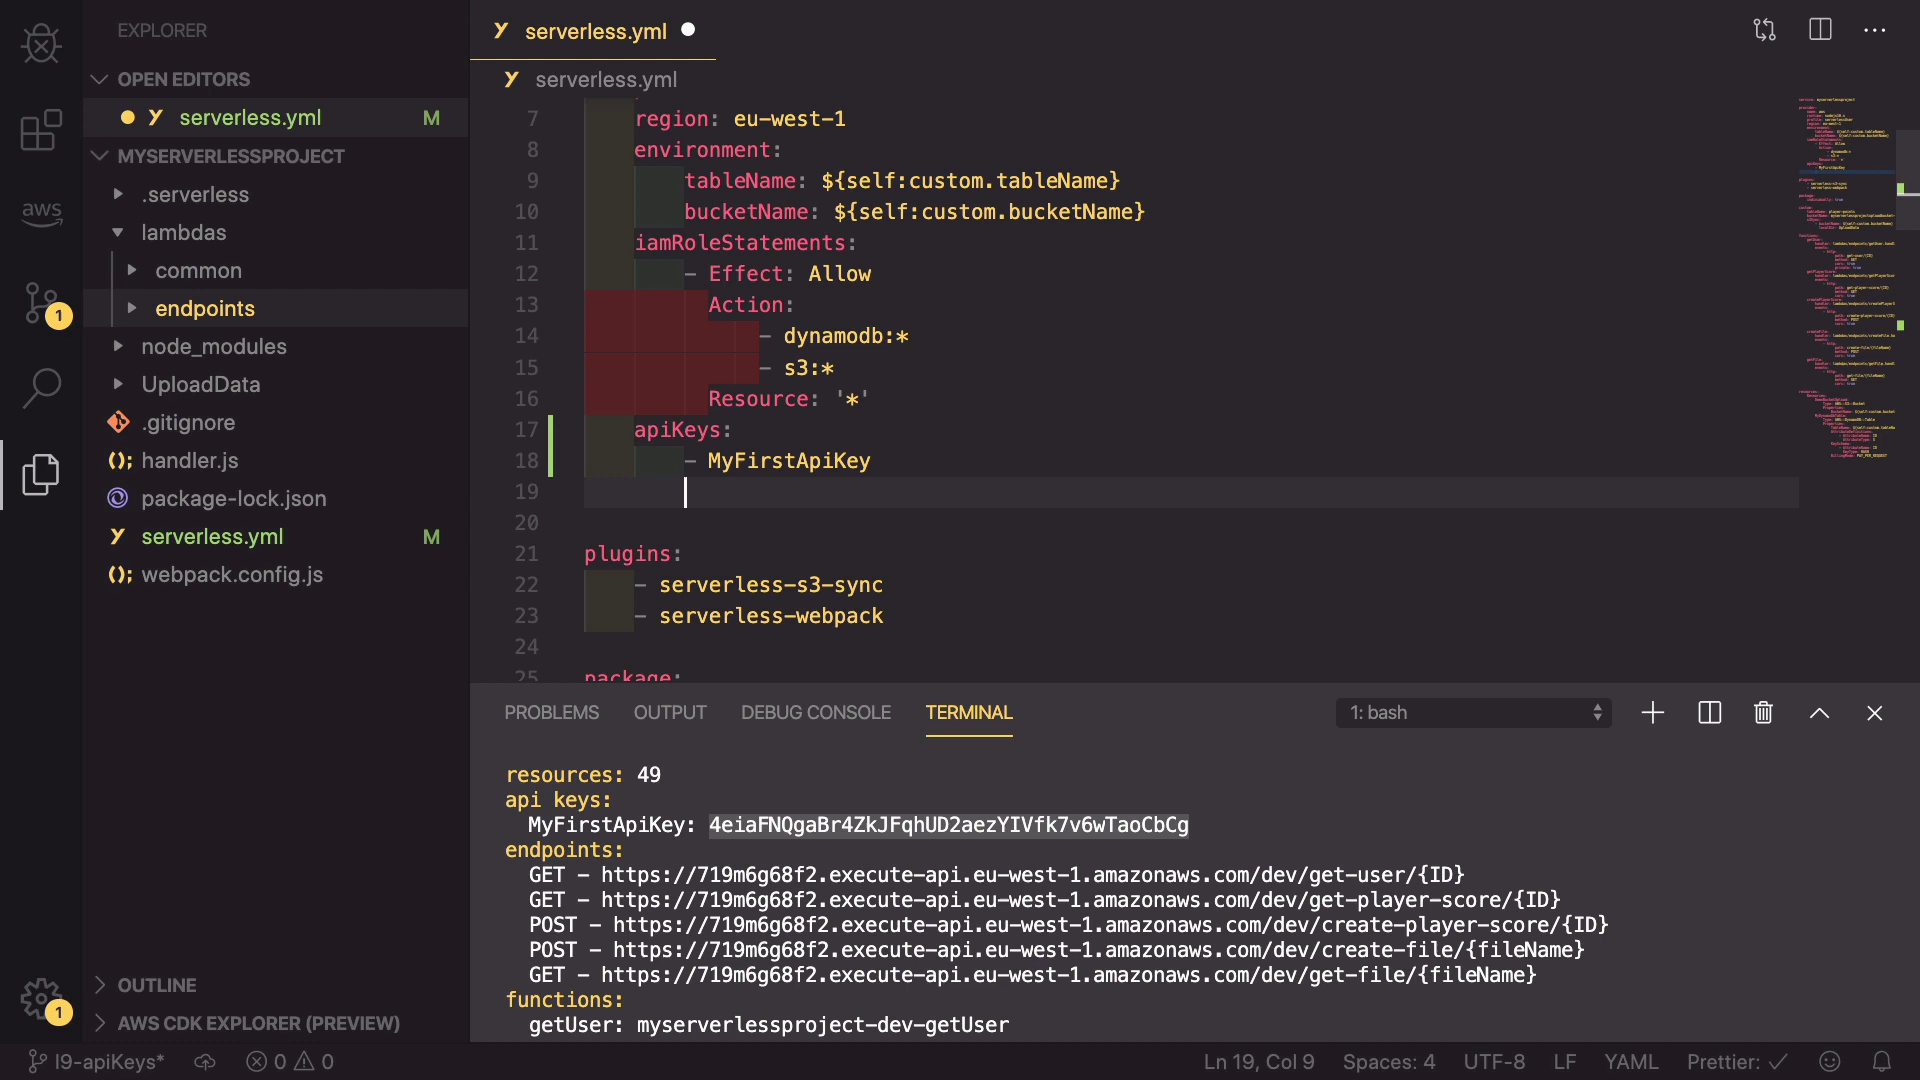 EXPLORER
OPEN EDITORS
serverless.yml M
MYSERVERLESSPROJECT
.serverless
lambdas
common
endpoints
node_modules
UploadData
.gitignore
handler.js
package-lock.json
serverless.yml M
webpack.config.js
OUTLINE
AWS CDK EXPLORER (PREVIEW)
aws
1
1
serverless.yml
serverless.yml
7 region: eu-west-1
8 environment:
9 tableName: ${self:custom.tableName}
10 bucketName: ${self:custom.bucketName}
11 iamRoleStatements:
12 - Effect: Allow
13 Action:
14 - dynamodb:*
15 - s3:*
16 Resource: '*'
17 apiKeys:
18 - MyFirstApiKey
19
20
21 plugins:
22 - serverless-s3-sync
23 - serverless-webpack
24
25 package:
PROBLEMS OUTPUT DEBUG CONSOLE TERMINAL 1: bash
resources: 49
api keys:
MyFirstApiKey: 4eiaFNQgaBr4ZkJFqhUD2aezYIVfk7v6wTaoCbCg
endpoints:
GET - https://719m6g68f2.execute-api.eu-west-1.amazonaws.com/dev/get-user/{ID}
GET - https://719m6g68f2.execute-api.eu-west-1.amazonaws.com/dev/get-player-score/{ID}
POST - https://719m6g68f2.execute-api.eu-west-1.amazonaws.com/dev/create-player-score/{ID}
POST - https://719m6g68f2.execute-api.eu-west-1.amazonaws.com/dev/create-file/{fileName}
GET - https://719m6g68f2.execute-api.eu-west-1.amazonaws.com/dev/get-file/{fileName}
functions:
getUser: myserverlessproject-dev-getUser
l9-apiKeys* 0 0 Ln 19, Col 9 Spaces: 4 UTF-8 LF YAML Prettier: ✓